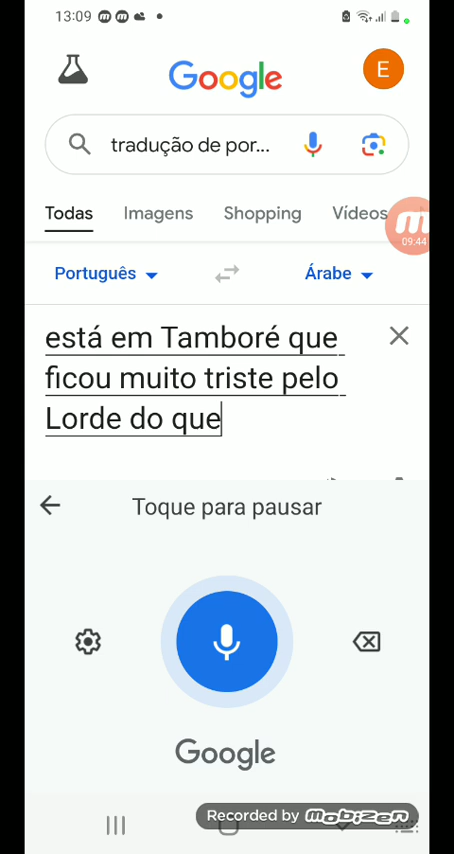 13:09
Google
E
tradução de por...
Todas Imagens Shopping Vídeos
09:44
Português Árabe
está em Tamboré que
ficou muito triste pelo
Lorde do que
Toque para pausar
Google
Recorded by MOBIZEN